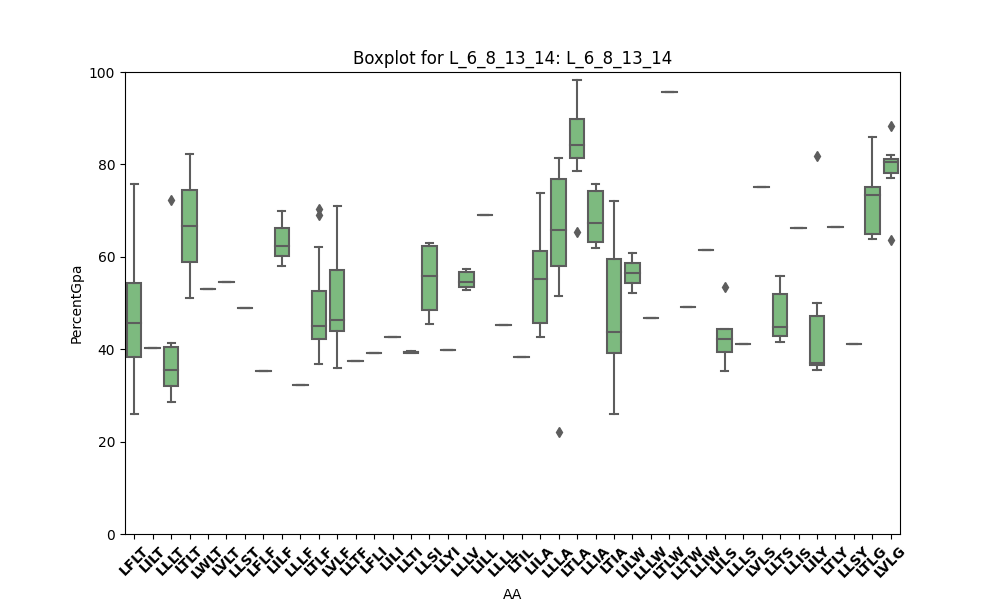 Boxplot for L_6_8_13_14: L_6_8_13_14
100
80
60
40
20
0
PercentGpa
LFLT LILT LLLT LTLT LWLT LVLT LLST LFLF LILF LLLF LTLF LVLF LLTF LFLI LILI LLTI LLSI LLYI LLLV LILL LLLL LTIL LILA LLLA LTLA LLIA LTIA LILW LLLW LTLW LLTW LLIW LILS LLLS LVLS LLTS LLIS LILY LTLY LLSY LTLG LVLG
AA